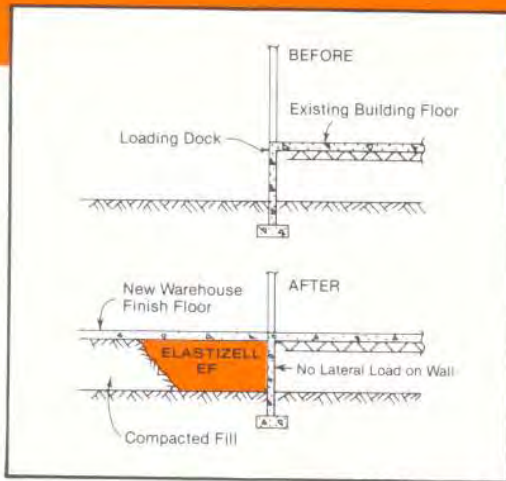 BEFORE
Existing Building Floor
Loading Dock
AFTER
New Warehouse
Finish Floor
ELASTIZELL
EF
No Lateral Load on Wall
Compacted Fill